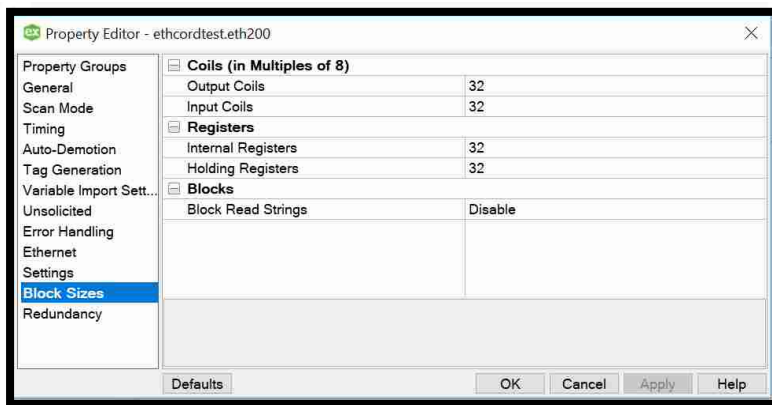 ex Property Editor - ethcordtest.eth200
Property Groups
General
Scan Mode
Timing
Auto-Demotion
Tag Generation
Variable Import Sett...
Unsolicited
Error Handling
Ethernet
Settings
Block Sizes
Redundancy
Coils (in Multiples of 8)
Output Coils 32
Input Coils 32
Registers
Internal Registers 32
Holding Registers 32
Blocks
Block Read Strings Disable
Defaults OK Cancel Apply Help